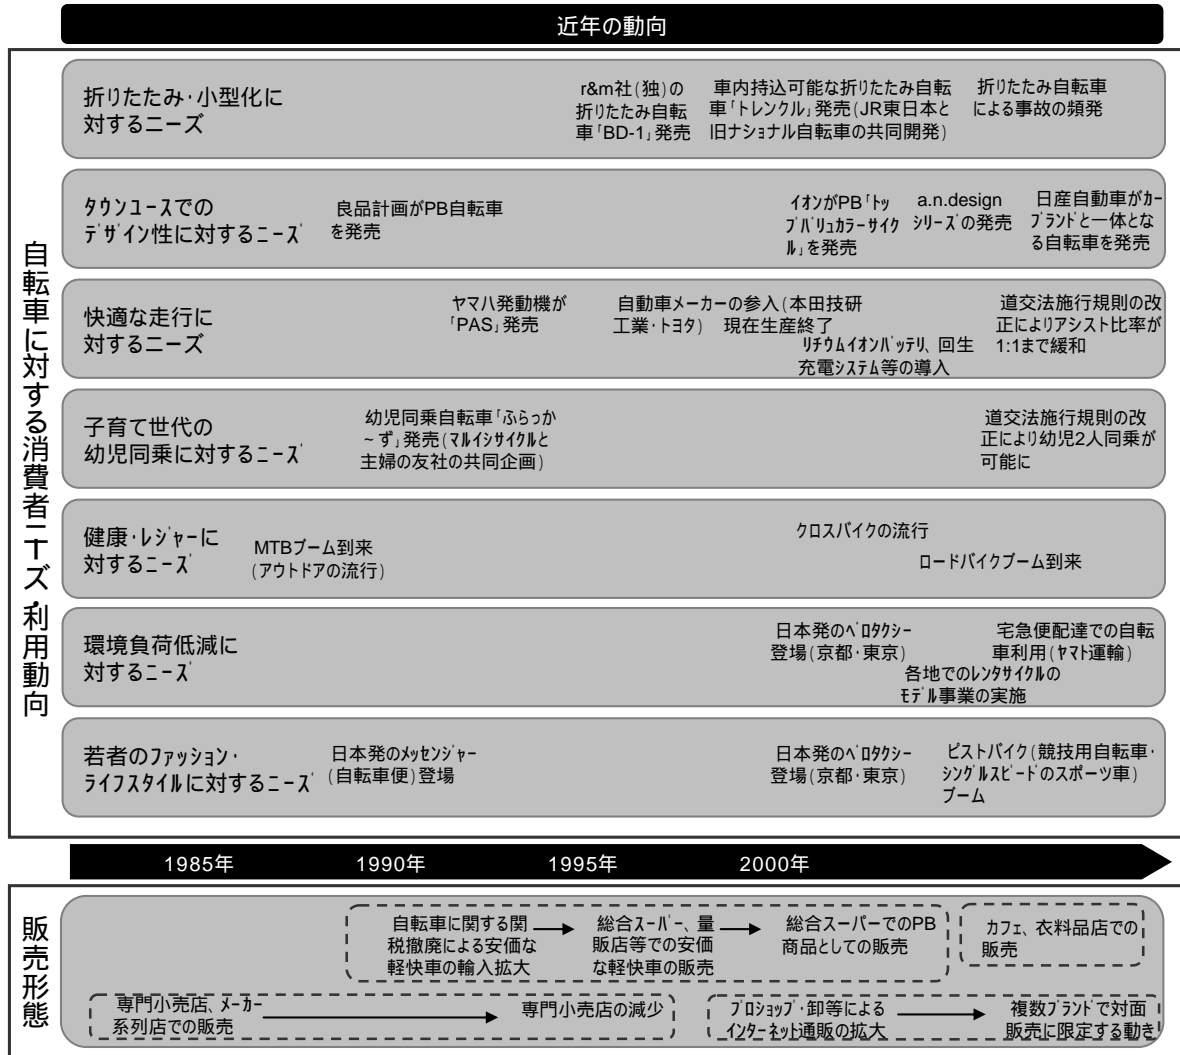 近年の動向
自転車に対する消費者ニーズ・利用動向
折りたたみ・小型化に
対するニーズ
r&m社(独)の
折りたたみ自転
車「BD-1」発売
車内持込可能な折りたたみ自転
車「トレンクル」発売(JR東日本と
旧ナショナル自転車の共同開発)
折りたたみ自転車
による事故の頻発
タウンユースでの
デザイン性に対するニーズ
良品計画がPB自転車
を発売
イオンがPB「トッ
プバリュカラーサイク
ル」を発売
a.n.design
シリーズの発売
日産自動車がカー
ブランドと一体とな
る自転車を発売
快適な走行に
対するニーズ
ヤマハ発動機が
「PAS」発売
自動車メーカーの参入(本田技研
工業・トヨタ) 現在生産終了
リチウムイオンバッテリ、回生
充電システム等の導入
道交法施行規則の改
正によりアシスト比率が
1:1まで緩和
子育て世代の
幼児同乗に対するニーズ
幼児同乗自転車「ふらっか
~ず」発売(マルイシサイクルと
主婦の友社の共同企画)
道交法施行規則の改
正により幼児2人同乗が
可能に
健康・レジャーに
対するニーズ
MTBブーム到来
(アウトドアの流行)
クロスバイクの流行
ロードバイクブーム到来
環境負荷低減に
対するニーズ
日本発のベロタクシー
登場(京都・東京)
各地でのレンタサイクルの
モデル事業の実施
宅急便配達での自転
車利用(ヤマト運輸)
若者のファッション・
ライフスタイルに対するニーズ
日本発のメッセンジャー
(自転車便)登場
日本発のベロタクシー
登場(京都・東京)
ピストバイク(競技用自転車・
シングルスピードのスポーツ車)
ブーム
1985年 1990年 1995年 2000年
販売形態
自転車に関する関
税撤廃による安価な
軽快車の輸入拡大
総合スーパー、量
販店等での安価
な軽快車の販売
総合スーパーでのPB
商品としての販売
カフェ、衣料品店での
販売
専門小売店、メーカー
系列店での販売
専門小売店の減少
プロショップ・卸等による
インターネット通販の拡大
複数ブランドで対面
販売に限定する動き